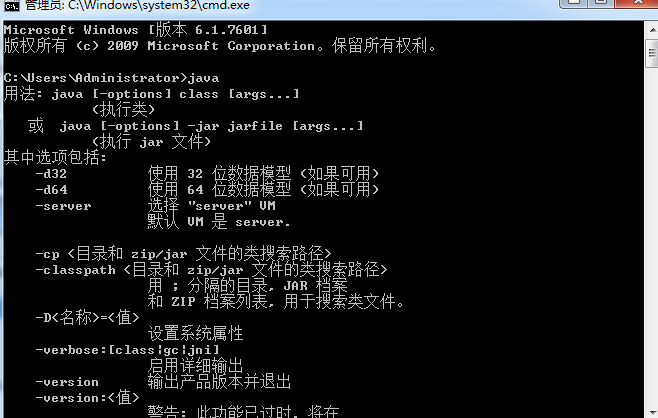 管理员: C:\Windows\system32\cmd.exe
Microsoft Windows [版本 6.1.7601]
版权所有 (c) 2009 Microsoft Corporation。保留所有权利。
C:\Users\Administrator>java
用法: java [-options] class [args...]
(执行类)
或 java [-options] -jar jarfile [args...]
(执行 jar 文件)
其中选项包括:
-d32 使用 32 位数据模型 (如果可用)
-d64 使用 64 位数据模型 (如果可用)
-server 选择 "server" VM
默认 VM 是 server.
-cp <目录和 zip/jar 文件的类搜索路径>
-classpath <目录和 zip/jar 文件的类搜索路径>
用 ; 分隔的目录, JAR 档案
和 ZIP 档案列表, 用于搜索类文件。
-D<名称>=<值>
设置系统属性
-verbose:[class|gc|jni]
启用详细输出
-version 输出产品版本并退出
-version:<值>
警告: 此功能已过时, 将在